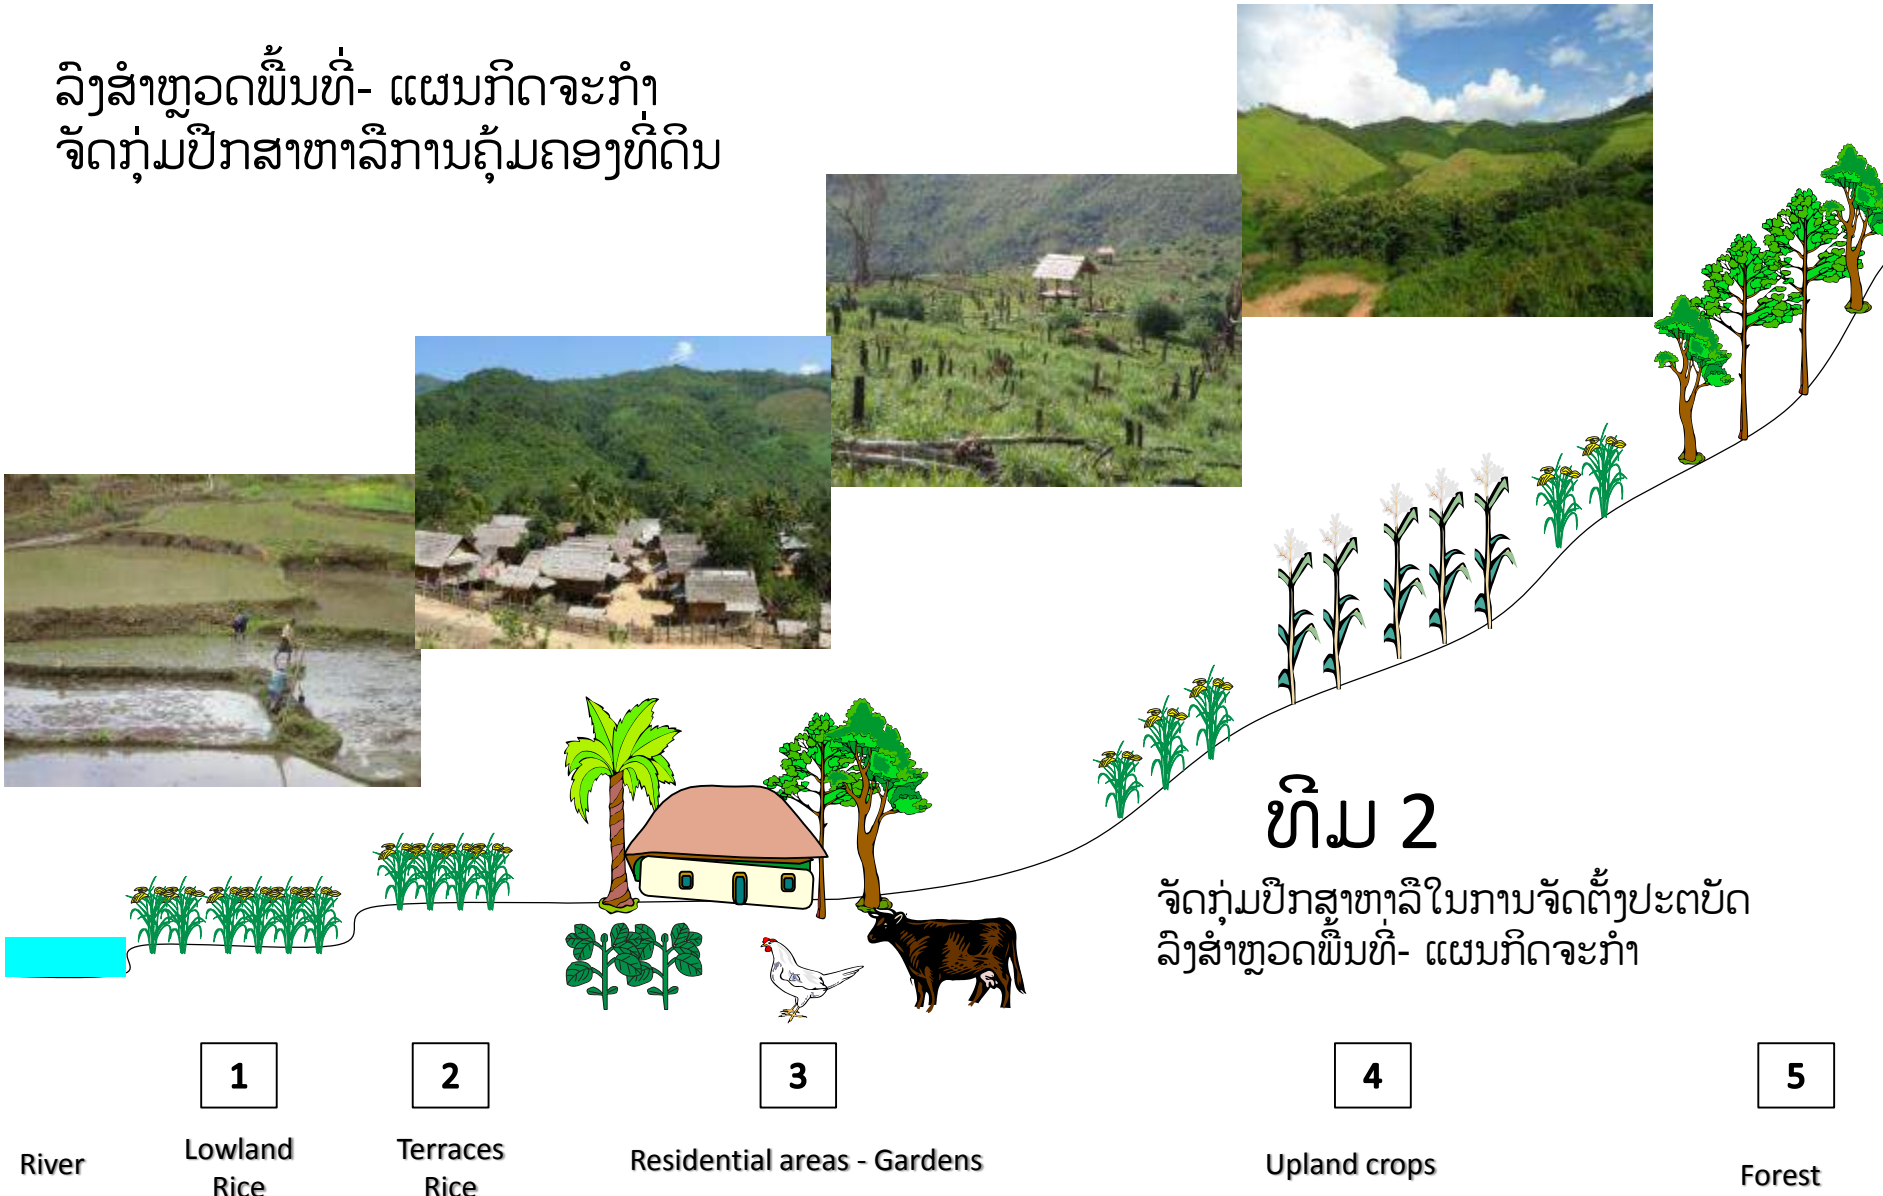 ລົງສຳຫຼວດພື້ນທີ່- ແຜນກິດຈະກຳ
ຈັດກຸ່ມປຶກສາຫາລືການຄຸ້ມຄອງທີ່ດິນ
ທີມ 2
ຈັດກຸ່ມປຶກສາຫາລືໃນການຈັດຕັ້ງປະຕບັດ
ລົງສຳຫຼວດພື້ນທີ່- ແຜນກິດຈະກຳ
1
2
3
4
5
River
Lowland
Rice
Terraces
Rice
Residential areas - Gardens
Upland crops
Forest